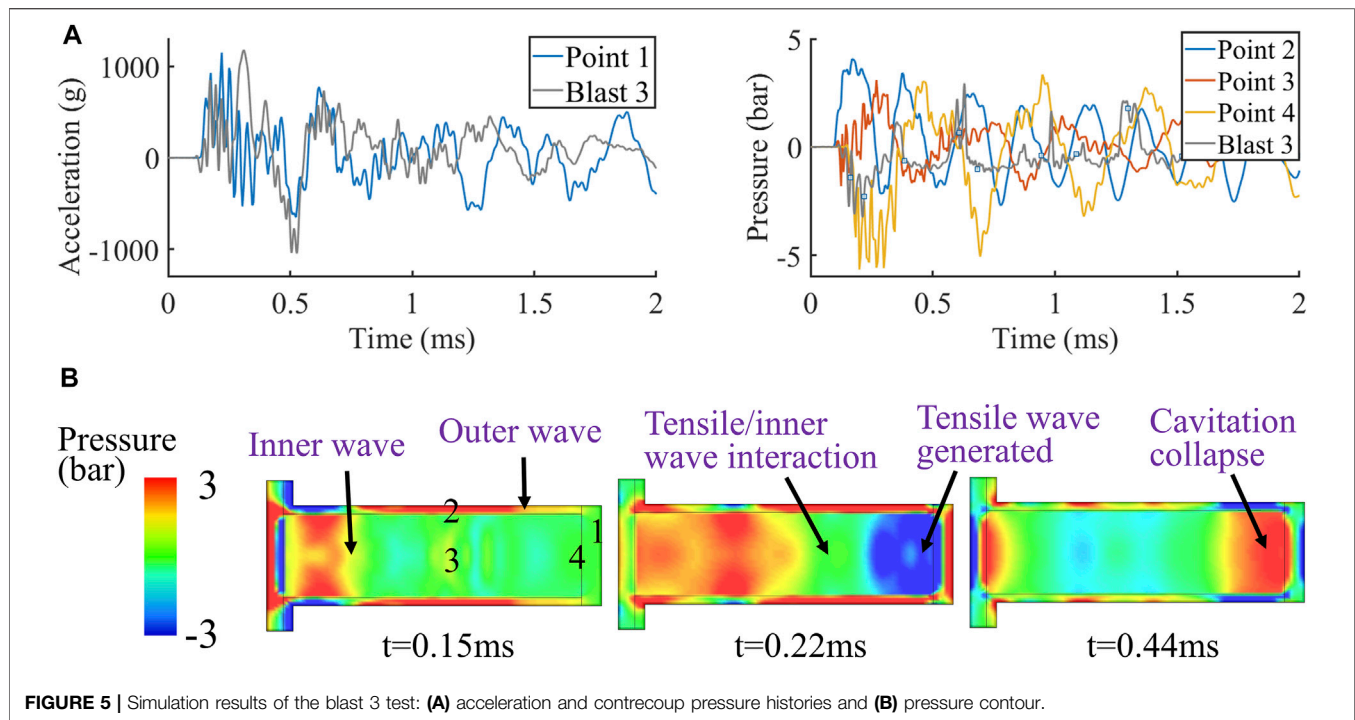 A
Acceleration (g)
1000
0
-1000
0
0.5
1
1.5
2
Time (ms)
Point 1
Blast 3
Pressure (bar)
5
0
-5
0
0.5
1
1.5
2
Time (ms)
Point 2
Point 3
Point 4
Blast 3
B
Pressure
(bar)
3
-3
Inner wave
Outer wave
2
3
1
4
t=0.15ms
Tensile/inner
wave interaction
Tensile wave
generated
t=0.22ms
Cavitation
collapse
t=0.44ms
FIGURE 5 | Simulation results of the blast 3 test: (A) acceleration and contrecoup pressure histories and (B) pressure contour.